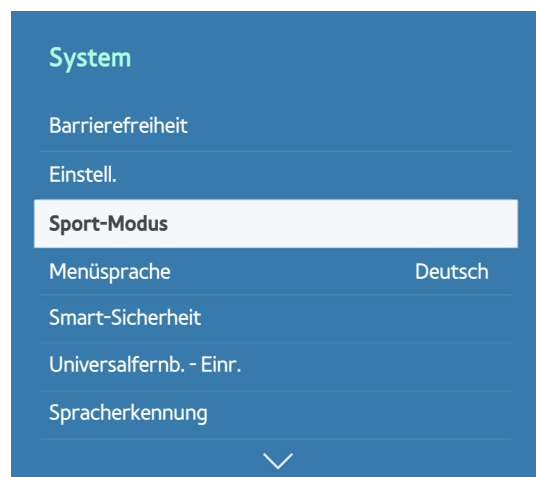 System
Barrierefreiheit
Einstell.
Sport-Modus
Menüsprache Deutsch
Smart-Sicherheit
Universalfernb. - Einr.
Spracherkennung